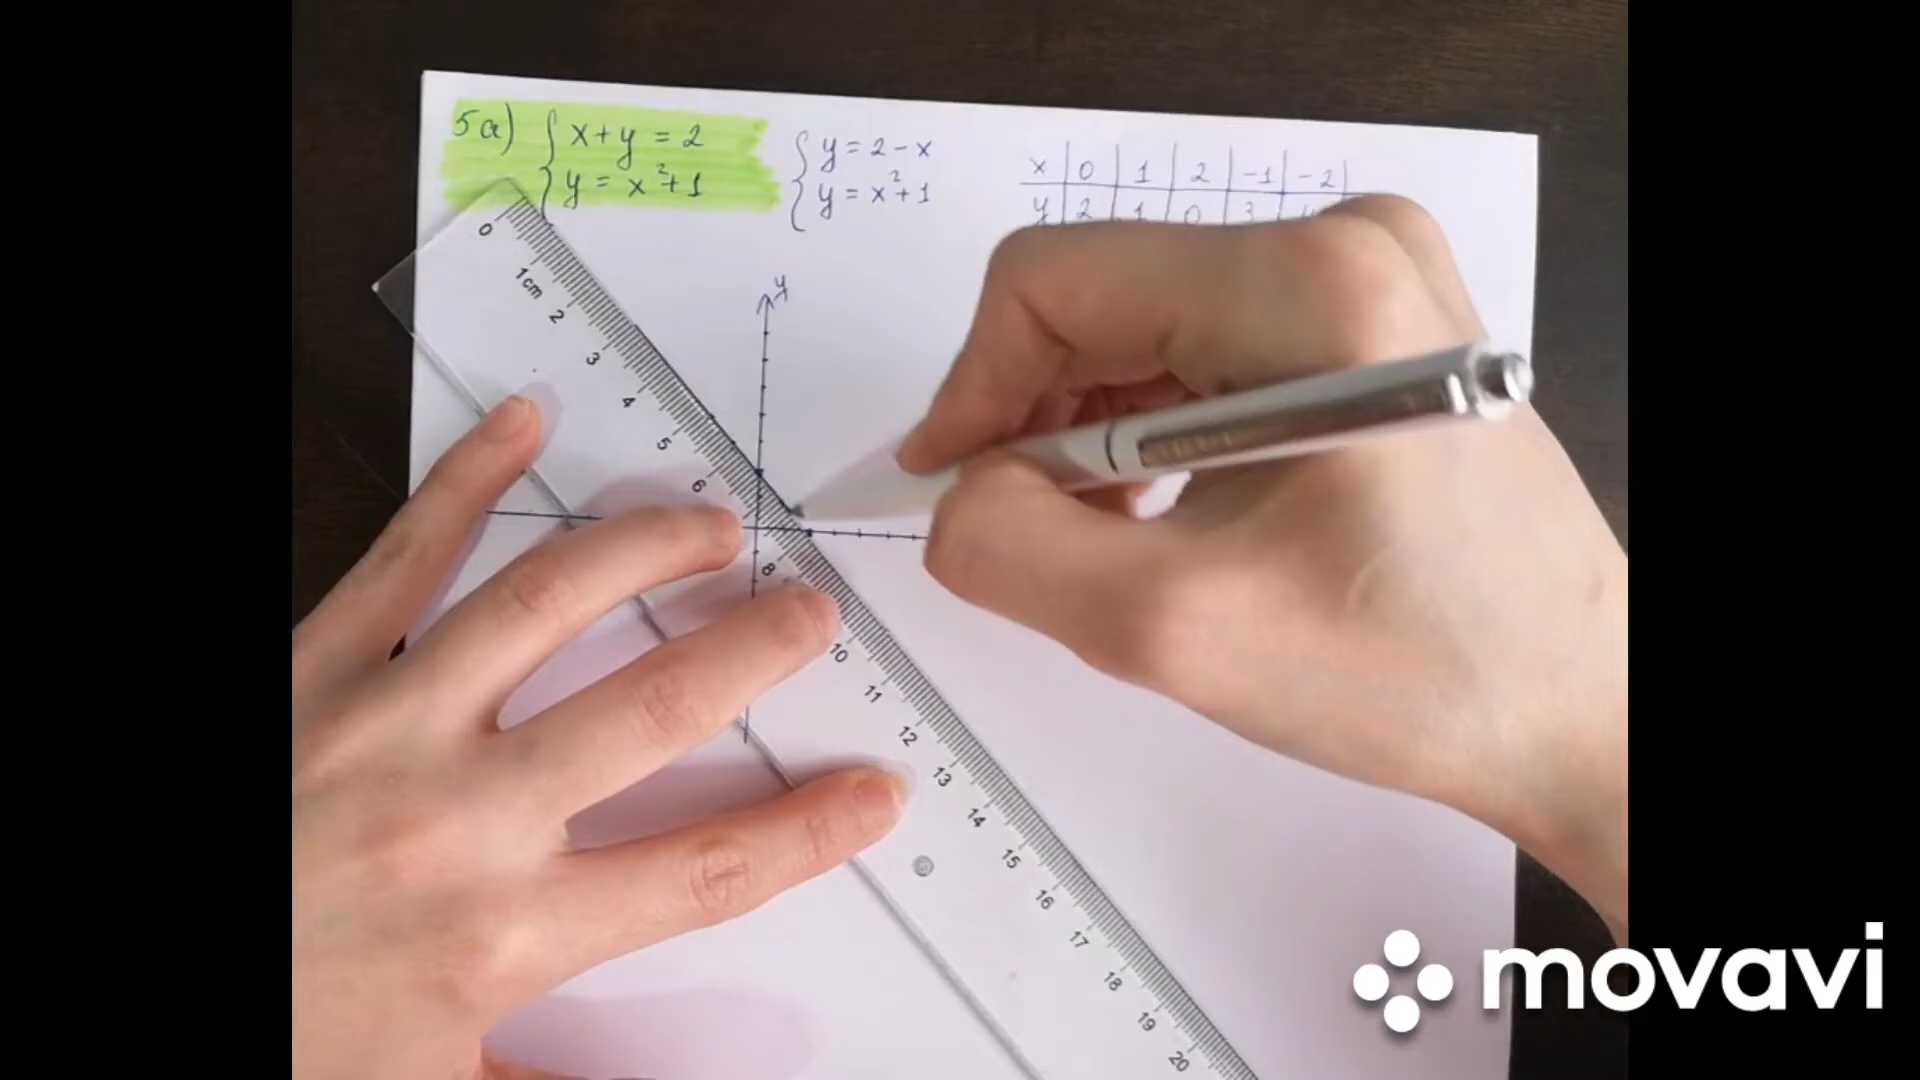 5a) { x+y = 2
y = x²+1
{ y = 2 - x
y = x²+1
x | 0 | 1 | 2 | -1 | -2 |
y | 2 | 1 | 0 | 3
y
0 1cm 2 3 4 5 6 8 10 11 12 13 14 15 16 17 18 19 20
movavi